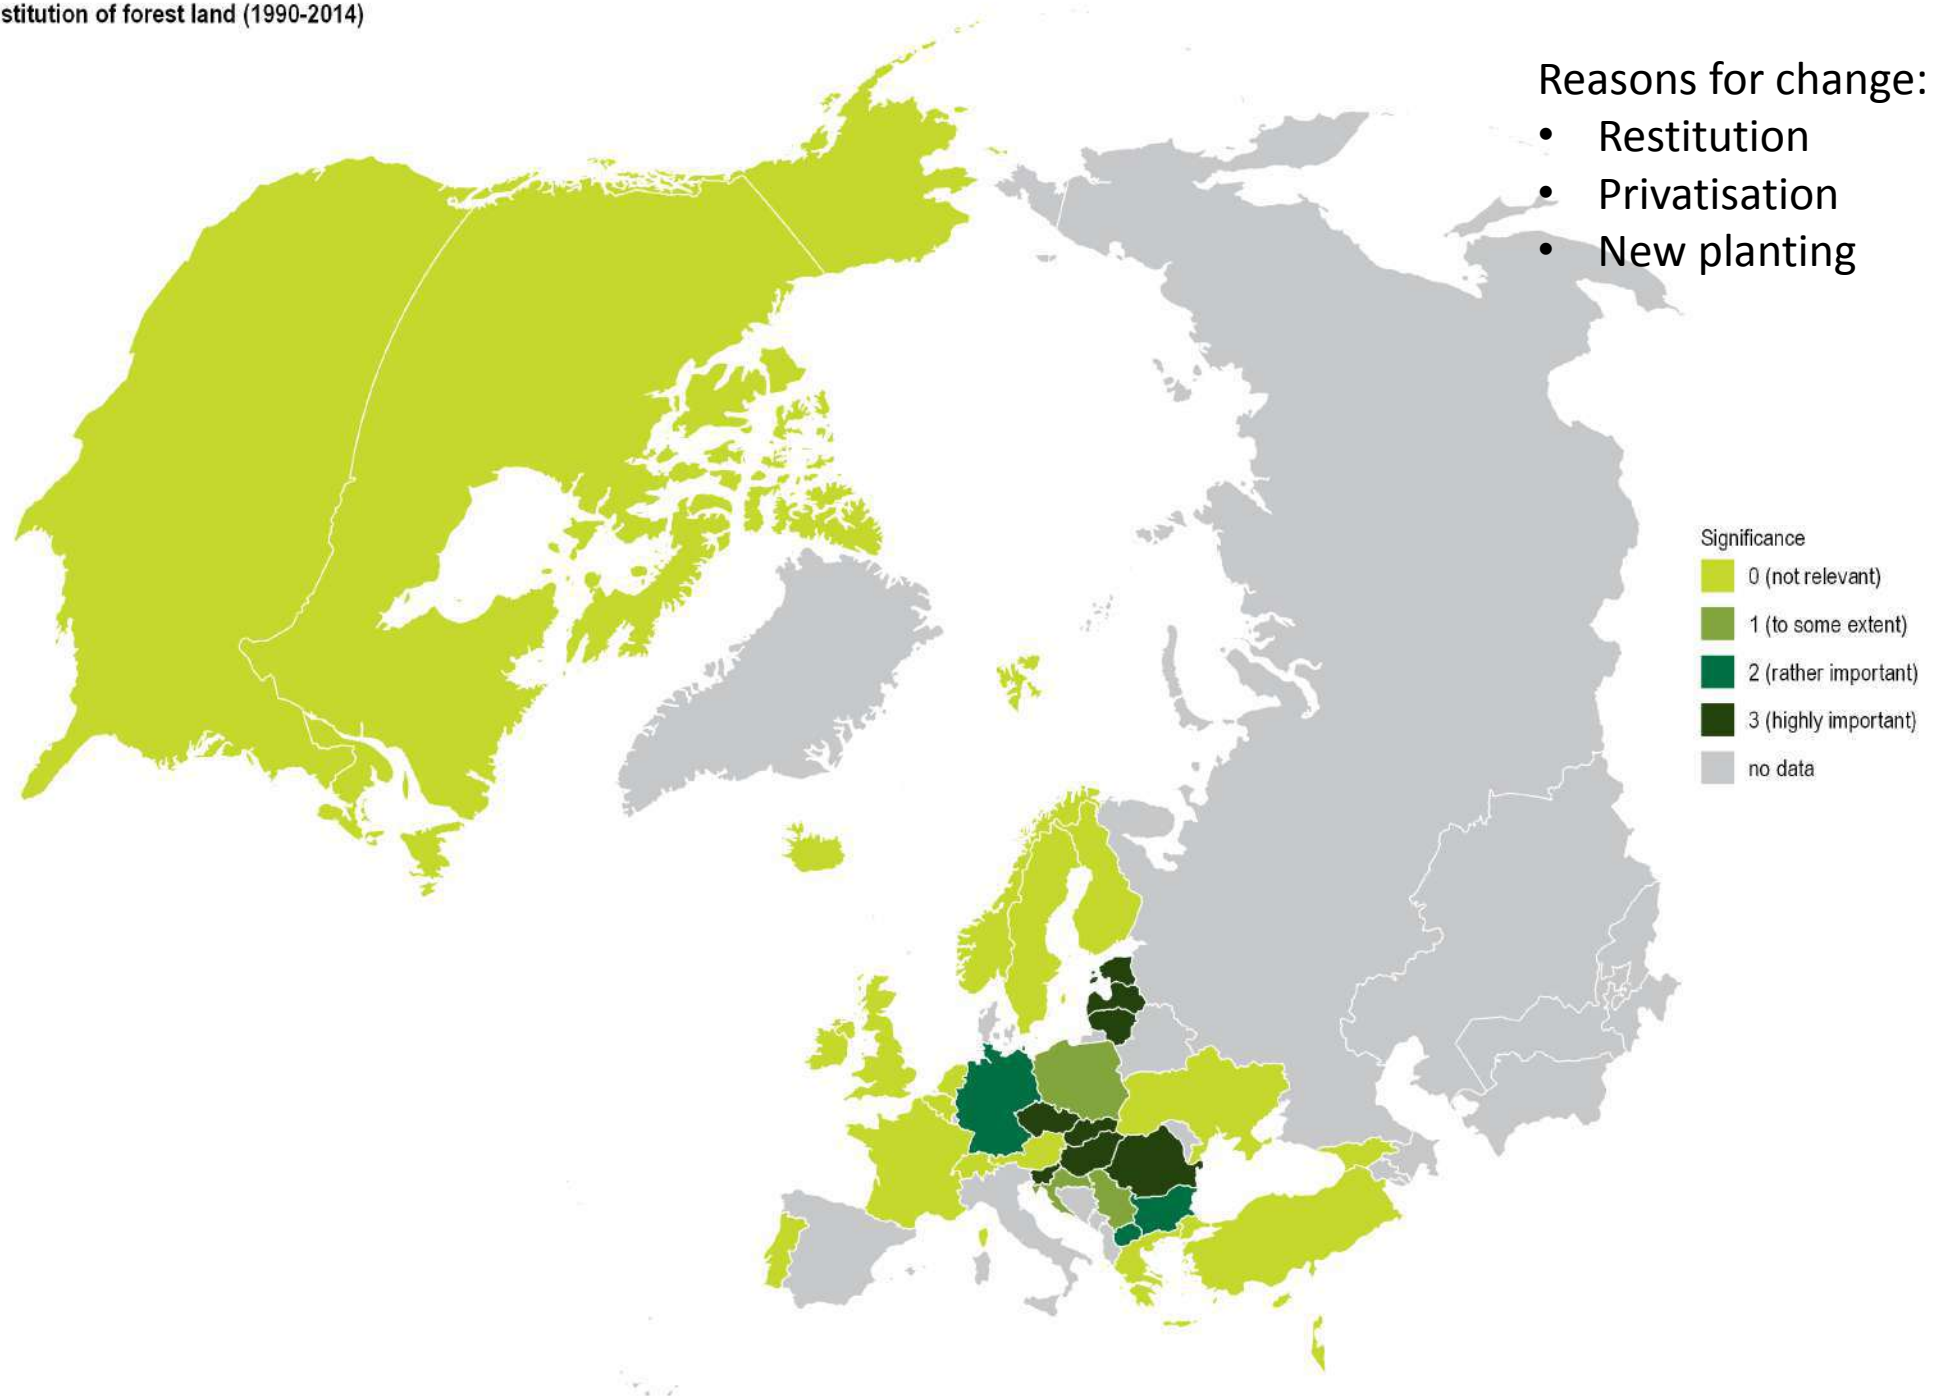 stitution of forest land (1990-2014)
Reasons for change:
• Restitution
• Privatisation
• New planting
Significance
0 (not relevant)
1 (to some extent)
2 (rather important)
3 (highly important)
no data